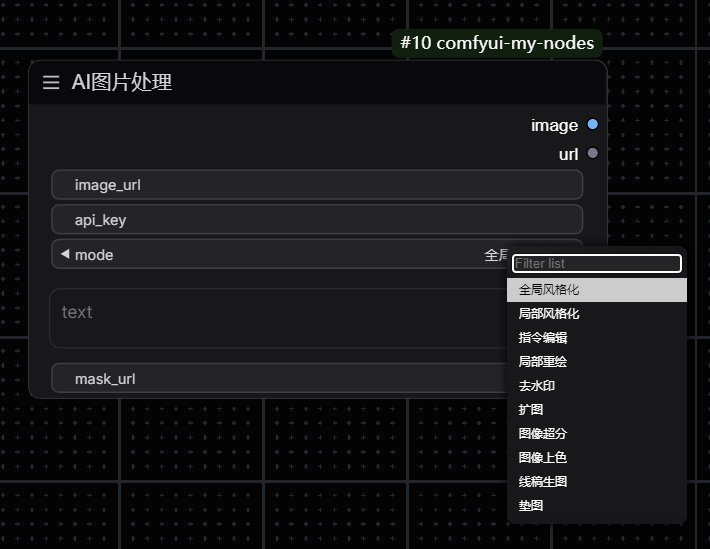 #10 comfyui-my-nodes
AI图片处理
image
url
image_url
api_key
mode 全局
Filter list
全局风格化
局部风格化
text
指令编辑
局部重绘
mask_url
去水印
扩图
图像超分
图像上色
线稿生图
垫图